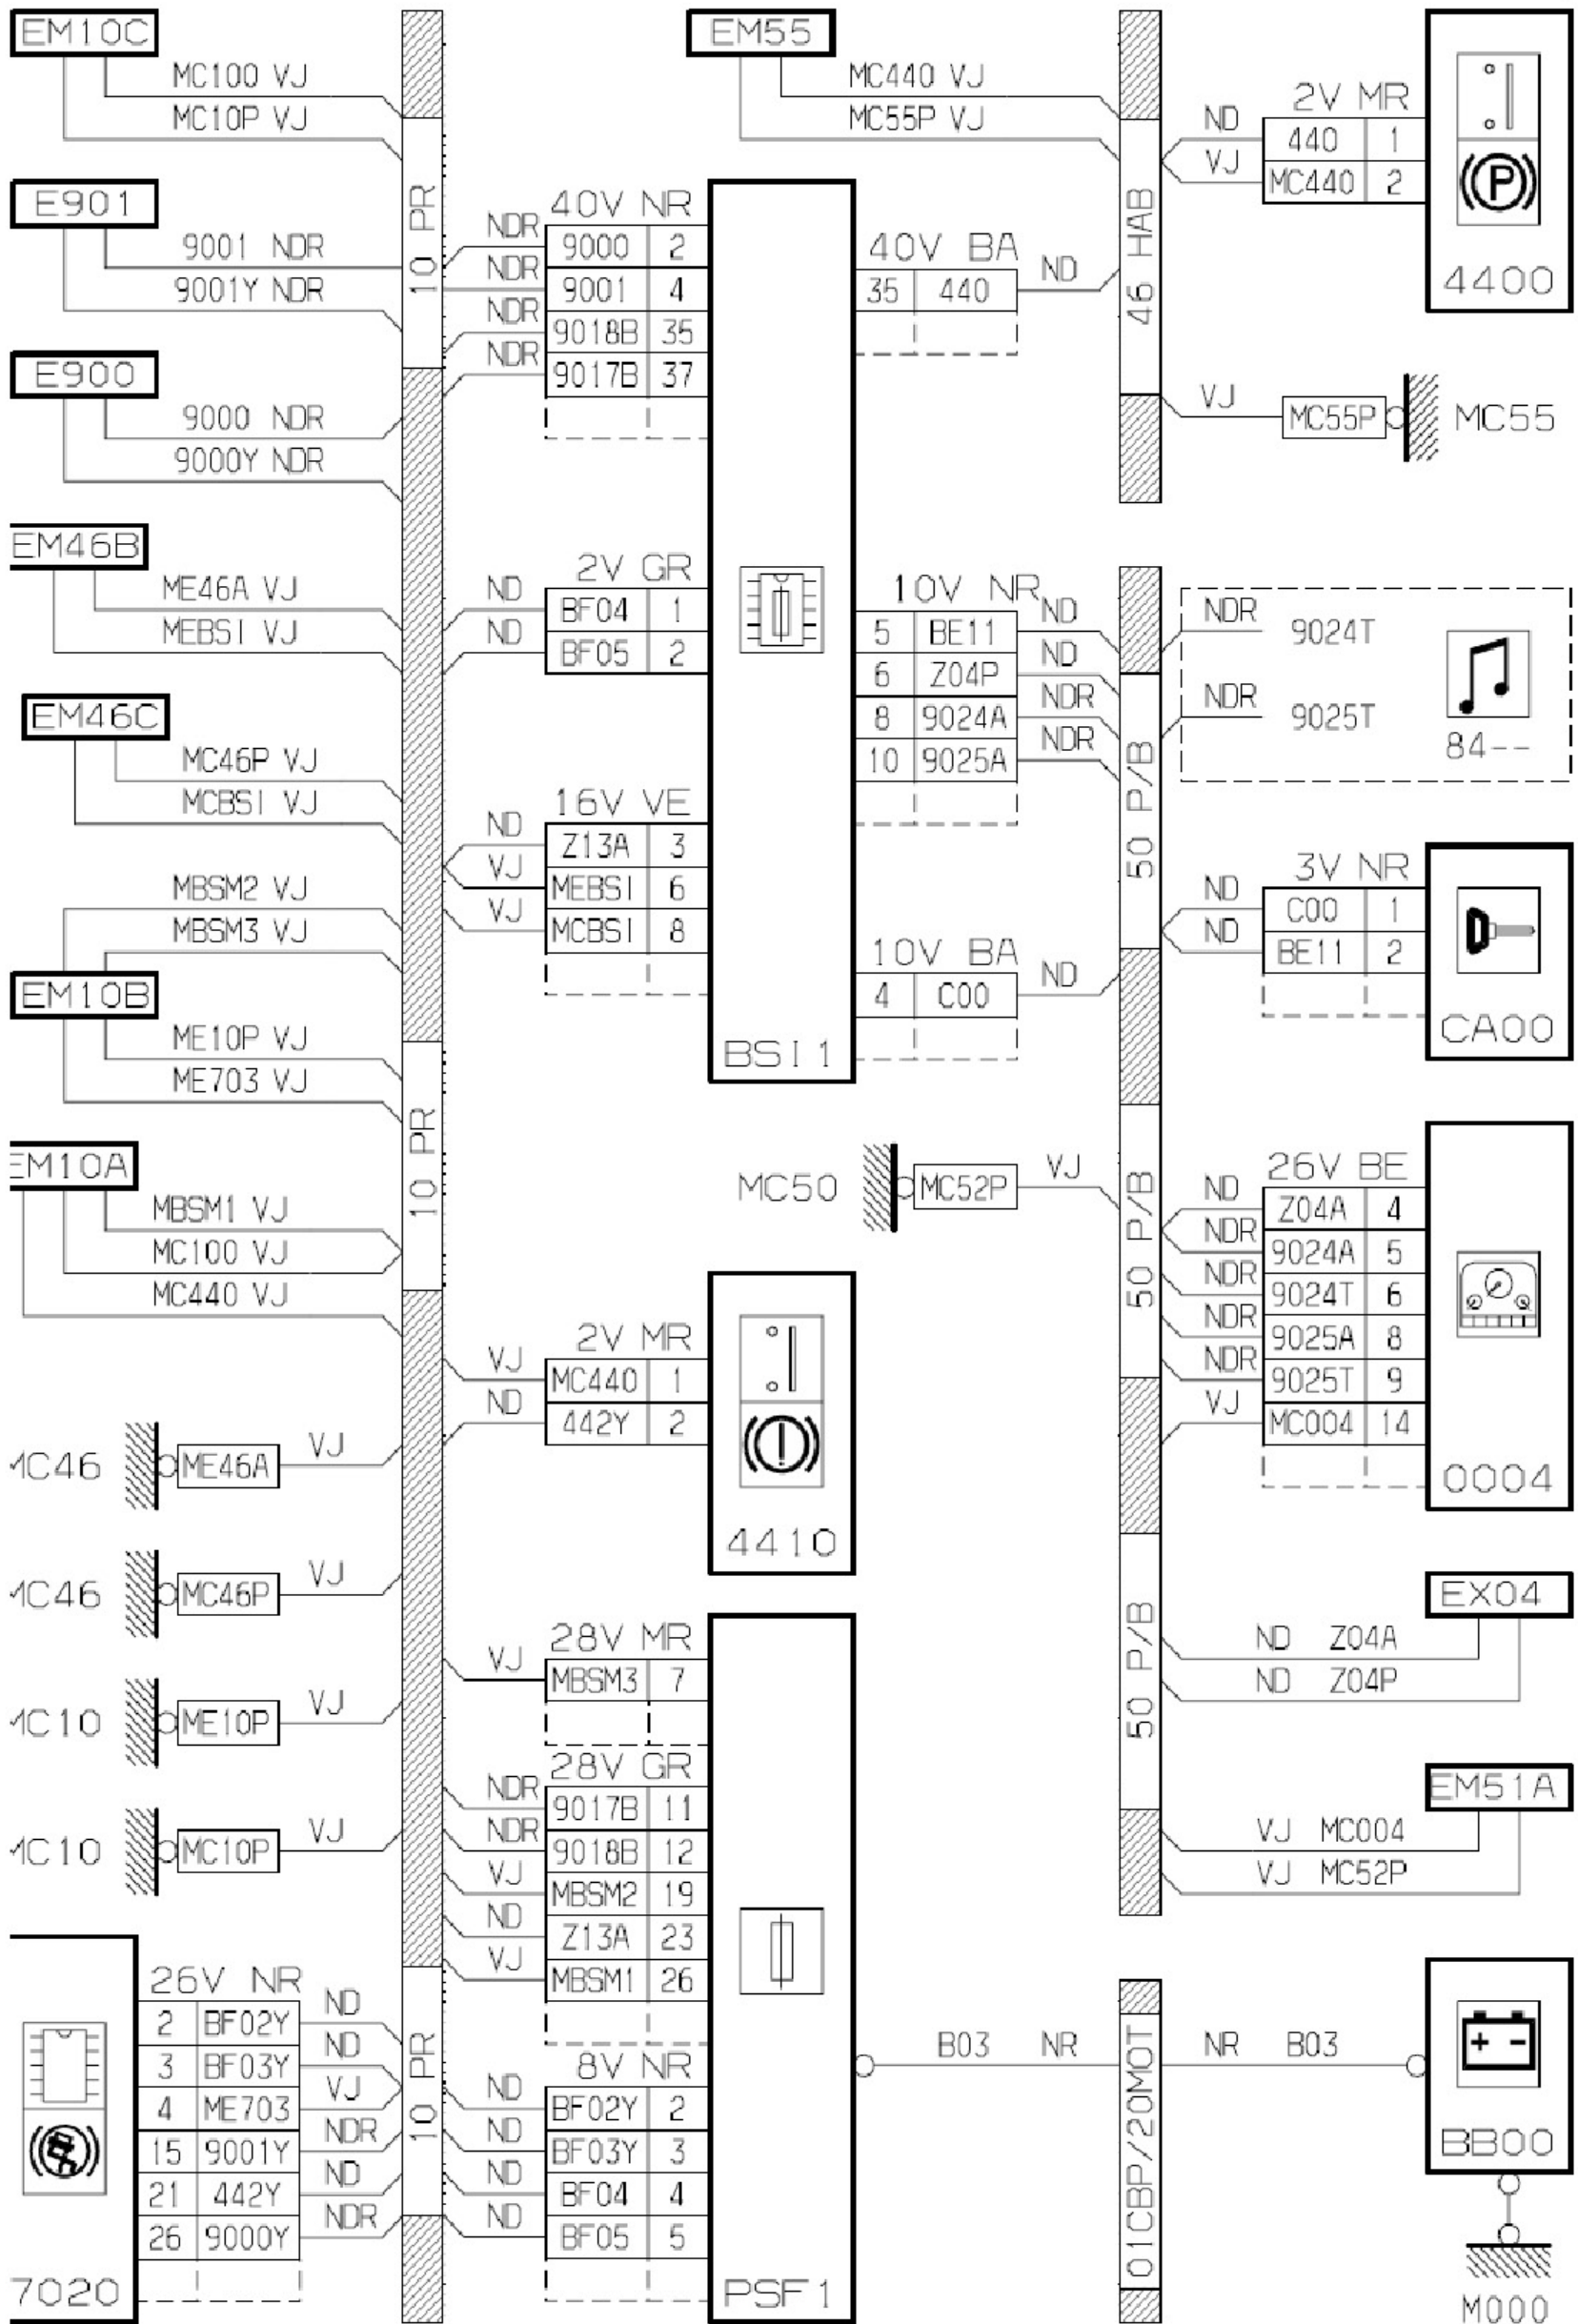 EM10C
MC100 VJ
MC10P VJ
E901
9001 NDR
9001Y NDR
E900
9000 NDR
9000Y NDR
EM46B
ME46A VJ
MEBSI VJ
EM46C
MC46P VJ
MCBSI VJ
MBSM2 VJ
MBSM3 VJ
EM10B
ME10P VJ
ME703 VJ
EM10A
MBSM1 VJ
MC100 VJ
MC440 VJ
MC46 ME46A VJ
MC46 MC46P VJ
MC10 ME10P VJ
MC10 MC10P VJ
26V NR
2 BF02Y ND
3 BF03Y ND
4 ME703 VJ
15 9001Y NDR
21 442Y ND
26 9000Y NDR
7020
10 PR
10 PR
10 PR
40V NR
NDR 9000 2
NDR 9001 4
NDR 9018B 35
NDR 9017B 37
2V GR
ND BF04 1
ND BF05 2
16V VE
ND Z13A 3
VJ MEBSI 6
VJ MCBSI 8
BSI1
2V MR
VJ MC440 1
ND 442Y 2
4410
28V MR
VJ MBSM3 7
28V GR
NDR 9017B 11
NDR 9018B 12
VJ MBSM2 19
ND Z13A 23
VJ MBSM1 26
8V NR
ND BF02Y 2
ND BF03Y 3
ND BF04 4
ND BF05 5
PSF1
EM55
MC440 VJ
MC55P VJ
40V BA
35 440 ND
10V NR
5 BE11 ND
6 Z04P ND
8 9024A NDR
10 9025A NDR
10V BA
4 C00 ND
MC50 MC52P VJ
B03 NR
46 HAB
50 P/B
50 P/B
50 P/B
01CBP/20MOT
2V MR
ND 440 1
VJ MC440 2
P
4400
VJ MC55P MC55
NDR 9024T
NDR 9025T
84--
3V NR
ND C00 1
ND BE11 2
CA00
26V BE
ND Z04A 4
NDR 9024A 5
NDR 9024T 6
NDR 9025A 8
NDR 9025T 9
VJ MC004 14
0004
EX04
ND Z04A
ND Z04P
EM51A
VJ MC004
VJ MC52P
NR B03
+ -
BB00
M000